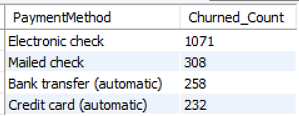 PaymentMethod Churned_Count
Electronic check 1071
Mailed check 308
Bank transfer (automatic) 258
Credit card (automatic) 232